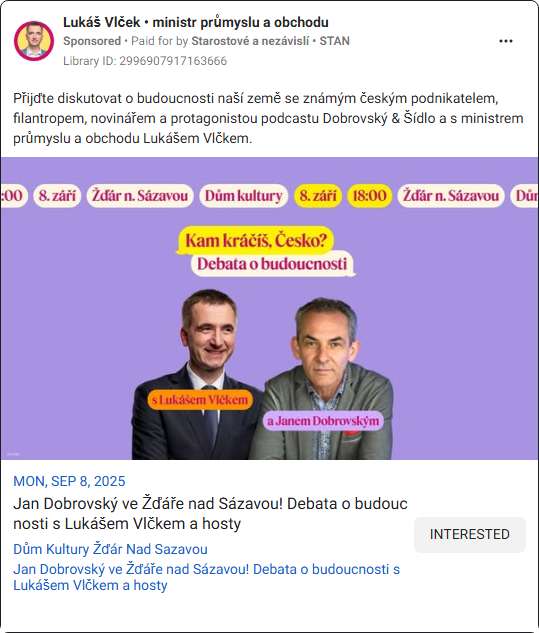 Lukáš Vlček • ministr průmyslu a obchodu
Sponsored • Paid for by Starostové a nezávislí • STAN
Library ID: 2996907917163666
Přijďte diskutovat o budoucnosti naší země se známým českým podnikatelem,
filantropem, novinářem a protagonistou podcastu Dobrovský & Šídlo a s ministrem
průmyslu a obchodu Lukášem Vlčkem.
:00 8. září Žďár n. Sázavou Dům kultury 8. září 18:00 Žďár n. Sázavou Dům
Kam kráčíš, Česko?
Debata o budoucnosti
s Lukášem Vlčkem
a Janem Dobrovským
MON, SEP 8, 2025
Jan Dobrovský ve Žďáře nad Sázavou! Debata o budouc
nosti s Lukášem Vlčkem a hosty
INTERESTED
Dům Kultury Žďár Nad Sazavou
Jan Dobrovský ve Žďáře nad Sázavou! Debata o budoucnosti s
Lukášem Vlčkem a hosty